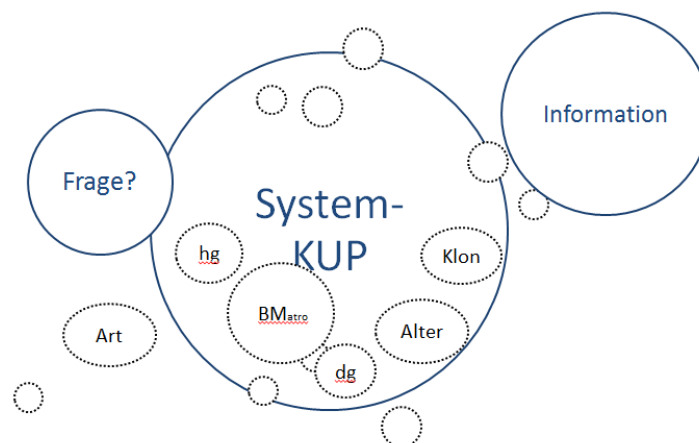 Information
Frage?
System-
KUP
hg
Klon
BMatro
Art
Alter
dg